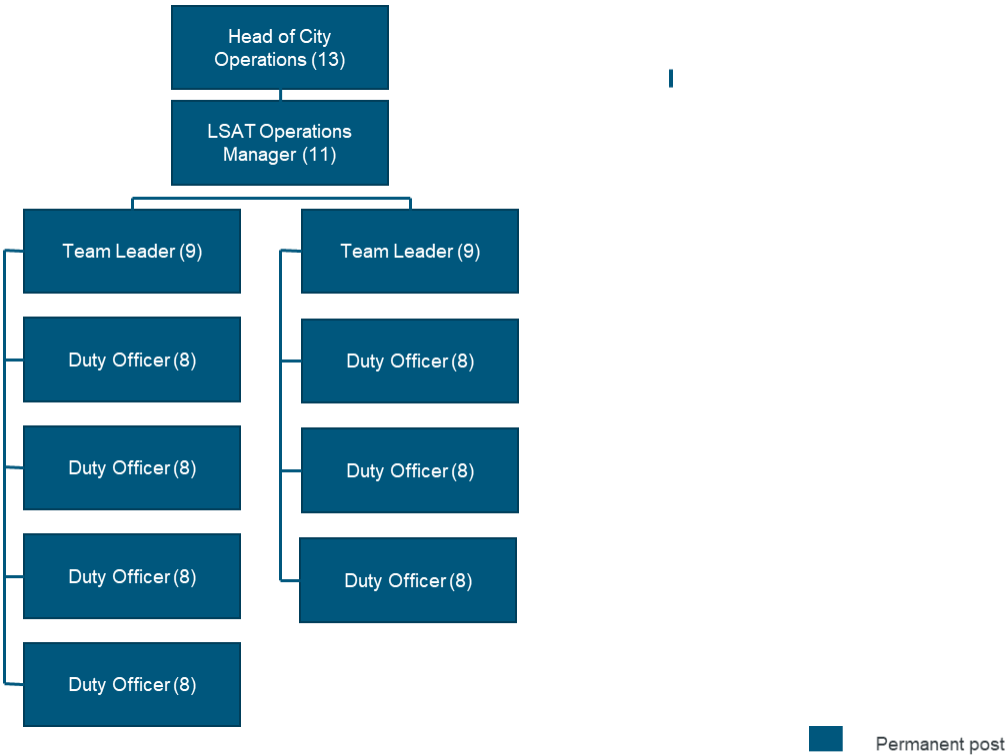 Head of City
Operations (13)
LSAT Operations
Manager (11)
Team Leader (9)
Team Leader (9)
Duty Officer (8)
Duty Officer (8)
Duty Officer (8)
Duty Officer (8)
Duty Officer (8)
Duty Officer (8)
Duty Officer (8)
Permanent post